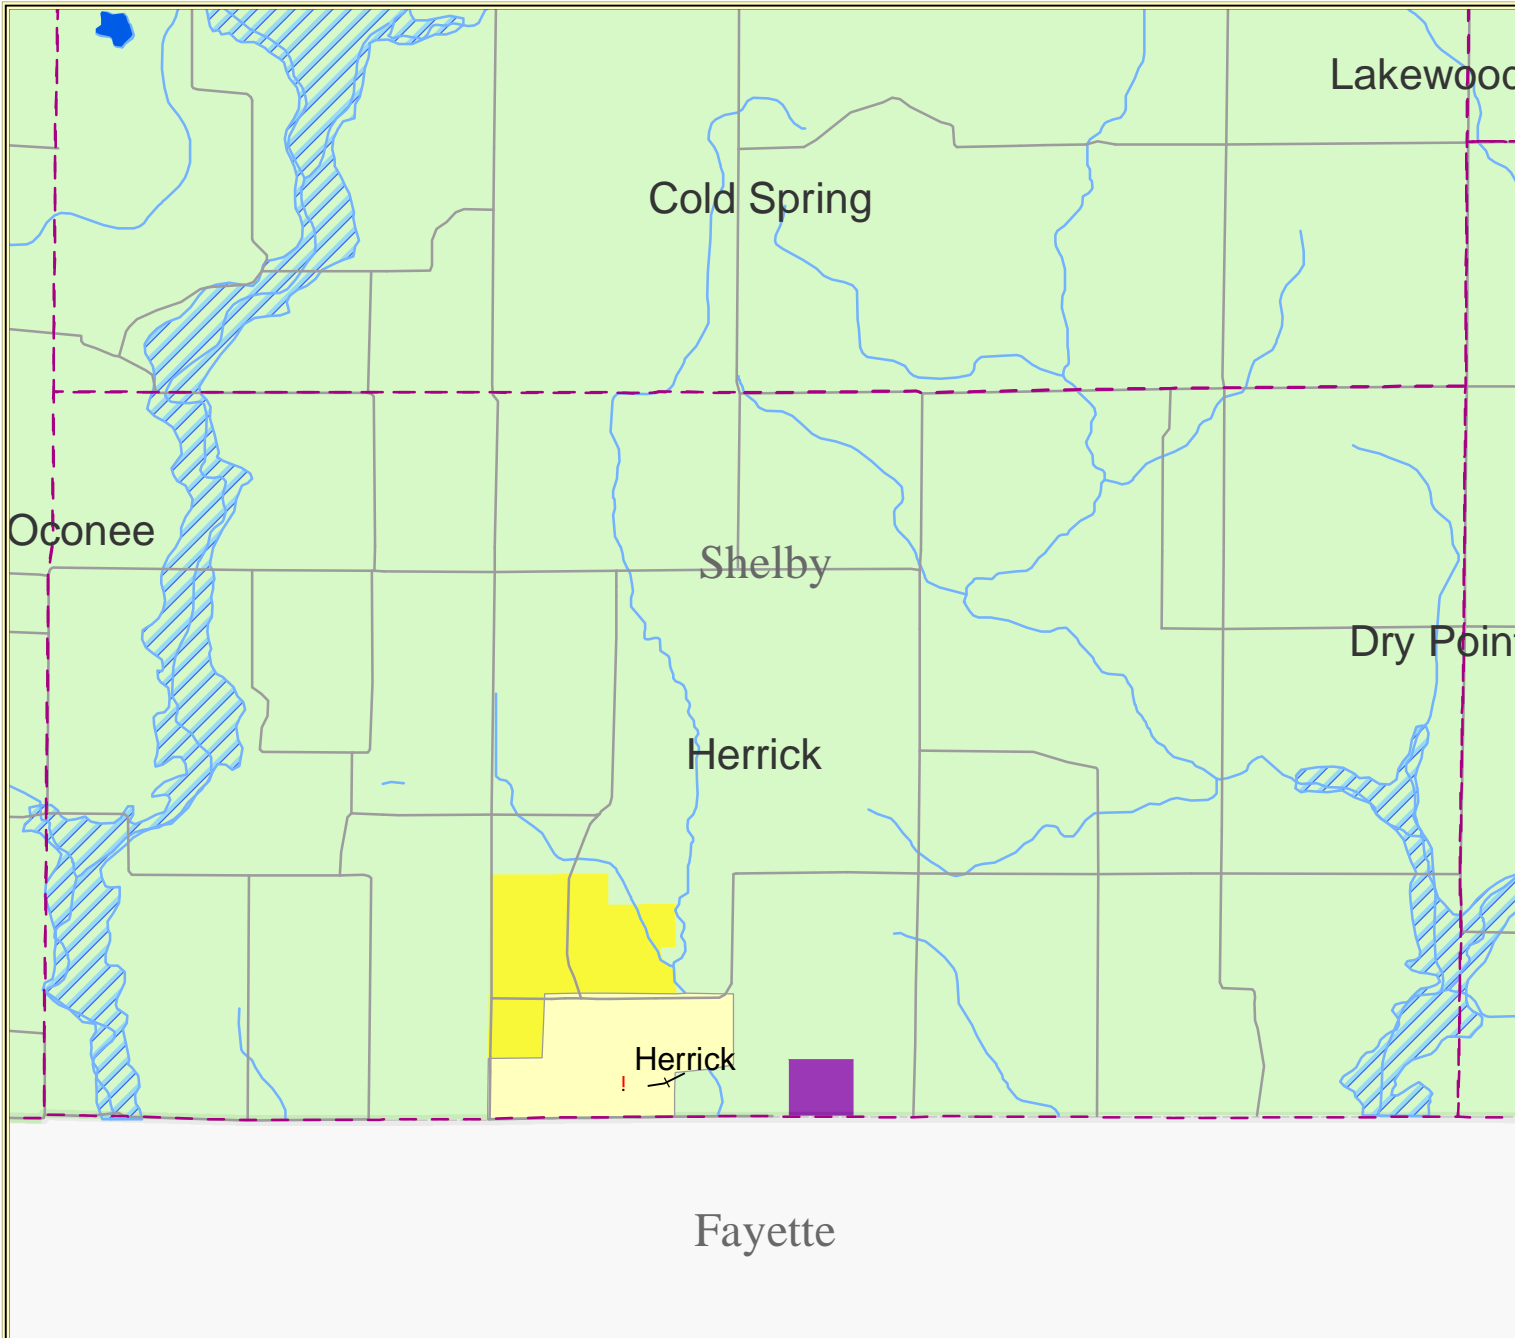 Lakewood
Cold Spring
Oconee
Shelby
Dry Point
Herrick
Herrick
!
Fayette